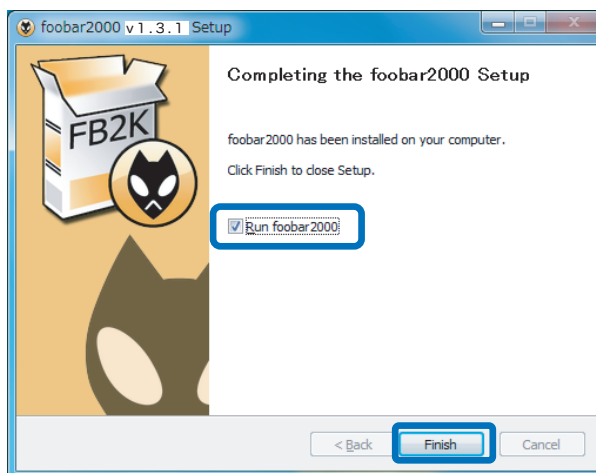 foobar2000 v1.3.1 Setup
Completing the foobar2000 Setup
FB2K
foobar2000 has been installed on your computer.
Click Finish to close Setup.
Run foobar2000
< Back
Finish
Cancel